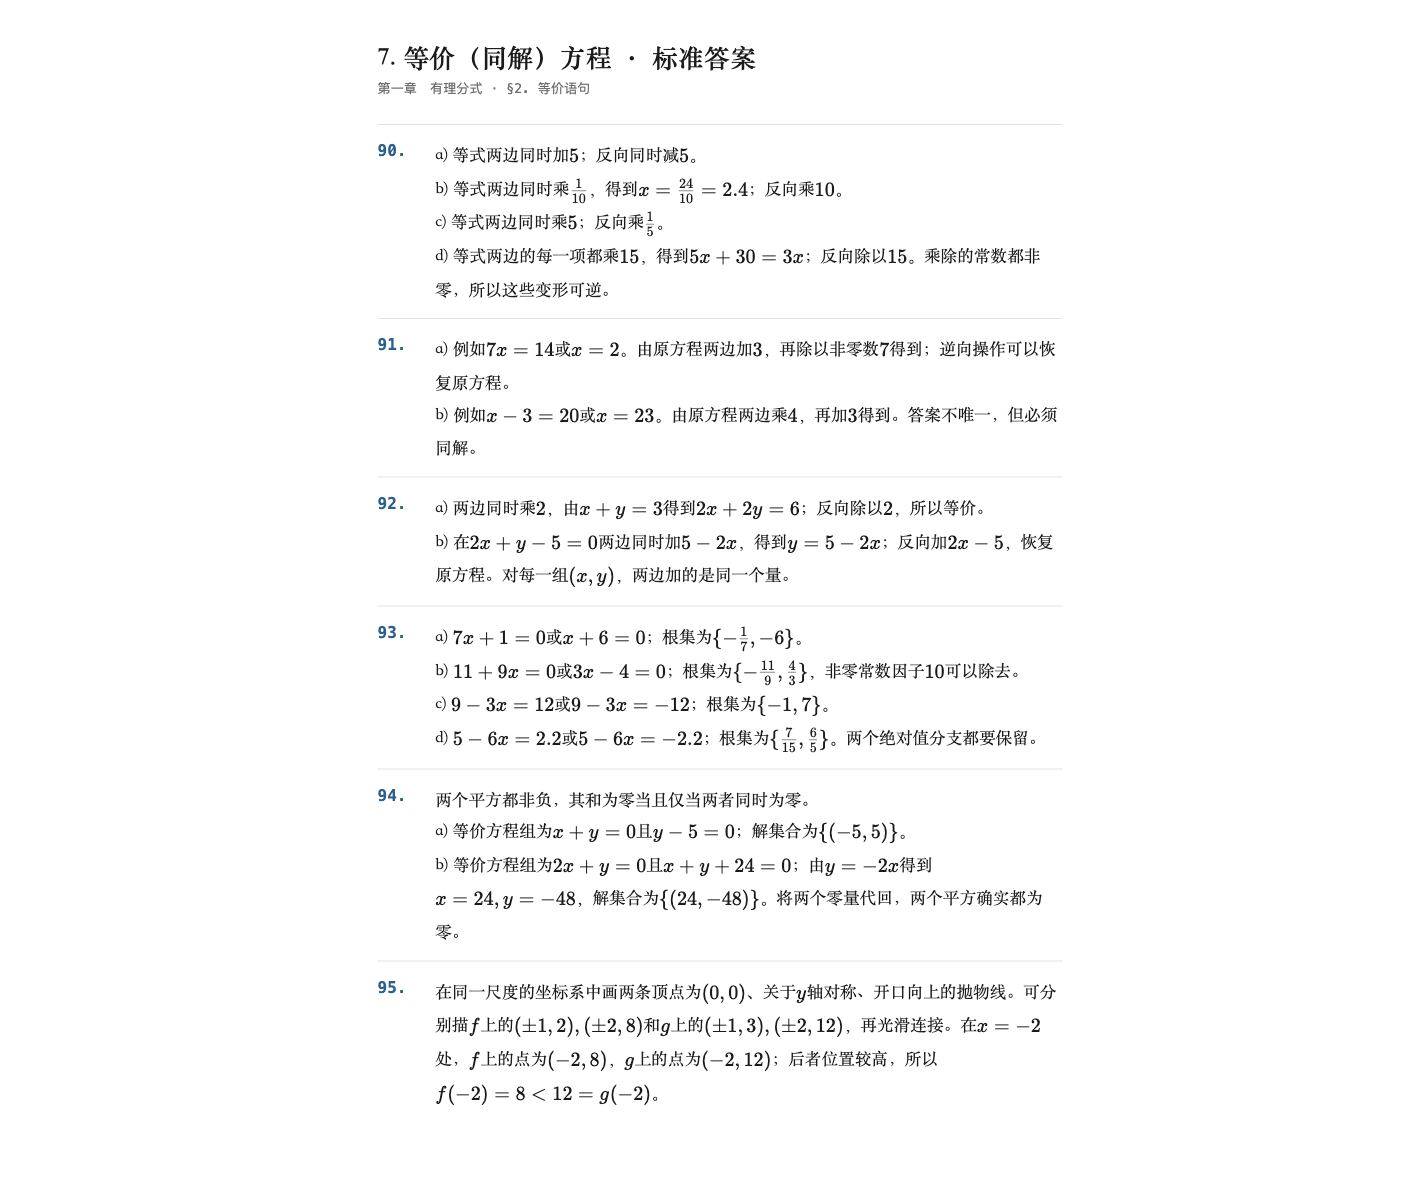 7. 等价（同解）方程 · 标准答案
第一章　有理分式 · §2. 等价语句
90.
a) 等式两边同时加5；反向同时减5。
b) 等式两边同时乘1/10，得到x = 24/10 = 2.4；反向乘10。
c) 等式两边同时乘5；反向乘1/5。
d) 等式两边的每一项都乘15，得到5x + 30 = 3x；反向除以15。乘除的常数都非
零，所以这些变形可逆。
91.
a) 例如7x = 14或x = 2。由原方程两边加3，再除以非零数7得到；逆向操作可以恢
复原方程。
b) 例如x − 3 = 20或x = 23。由原方程两边乘4，再加3得到。答案不唯一，但必须
同解。
92.
a) 两边同时乘2，由x + y = 3得到2x + 2y = 6；反向除以2，所以等价。
b) 在2x + y − 5 = 0两边同时加5 − 2x，得到y = 5 − 2x；反向加2x − 5，恢复
原方程。对每一组(x, y)，两边加的是同一个量。
93.
a) 7x + 1 = 0或x + 6 = 0；根集为{−1/7, −6}。
b) 11 + 9x = 0或3x − 4 = 0；根集为{−11/9, 4/3}，非零常数因子10可以除去。
c) 9 − 3x = 12或9 − 3x = −12；根集为{−1, 7}。
d) 5 − 6x = 2.2或5 − 6x = −2.2；根集为{7/15, 6/5}。两个绝对值分支都要保留。
94.
两个平方都非负，其和为零当且仅当两者同时为零。
a) 等价方程组为x + y = 0且y − 5 = 0；解集合为{(−5, 5)}。
b) 等价方程组为2x + y = 0且x + y + 24 = 0；由y = −2x得到
x = 24, y = −48，解集合为{(24, −48)}。将两个零量代回，两个平方确实都为
零。
95.
在同一尺度的坐标系中画两条顶点为(0, 0)、关于y轴对称、开口向上的抛物线。可分
别描f上的(±1, 2), (±2, 8)和g上的(±1, 3), (±2, 12)，再光滑连接。在x = −2
处，f上的点为(−2, 8)，g上的点为(−2, 12)；后者位置较高，所以
f(−2) = 8 < 12 = g(−2)。